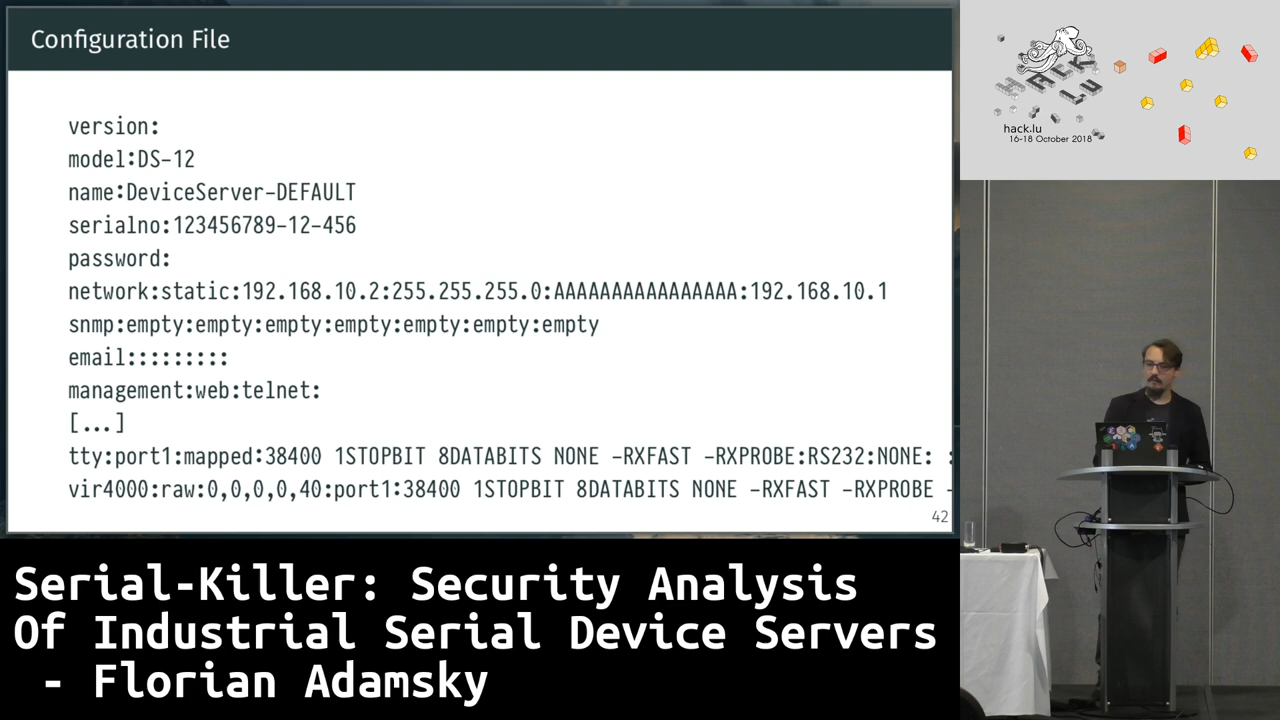 Configuration File
version:
model:DS-12
name:DeviceServer-DEFAULT
serialno:123456789-12-456
password:
network:static:192.168.10.2:255.255.255.0:AAAAAAAAAAAAAAAA:192.168.10.1
snmp:empty:empty:empty:empty:empty:empty:empty
email:::::::::
management:web:telnet:
[...]
tty:port1:mapped:38400 1STOPBIT 8DATABITS NONE -RXFAST -RXPROBE:RS232:NONE: :
vir4000:raw:0,0,0,0,40:port1:38400 1STOPBIT 8DATABITS NONE -RXFAST -RXPROBE -
42
HACK
LU
hack.lu
16-18 October 2018
Serial-Killer: Security Analysis
Of Industrial Serial Device Servers
- Florian Adamsky